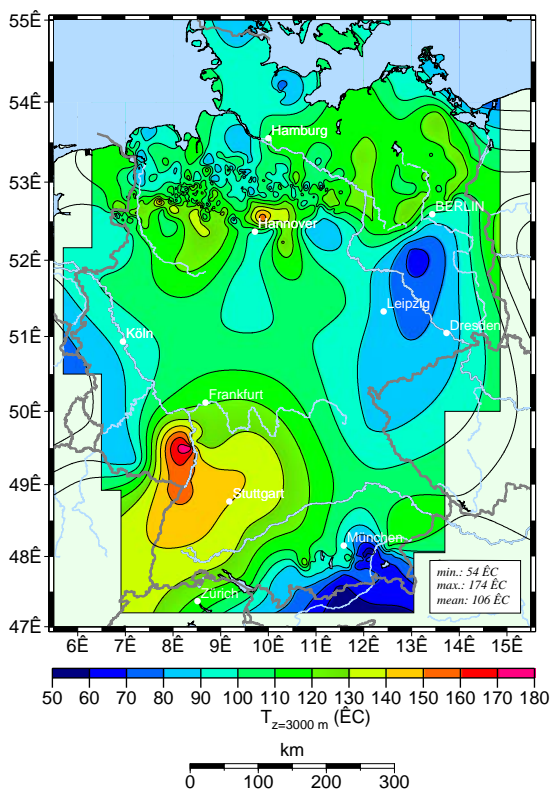 55Ê
54Ê
53Ê
52Ê
51Ê
50Ê
49Ê
48Ê
47Ê
Hamburg
BERLIN
Hannover
Leipzig
Dresden
Köln
Frankfurt
Stuttgart
München
Zürich
min.: 54 ÊC
max.: 174 ÊC
mean: 106 ÊC
6Ê 7Ê 8Ê 9Ê 10Ê 11Ê 12Ê 13Ê 14Ê 15Ê
50 60 70 80 90 100 110 120 130 140 150 160 170 180
T z=3000 m (ÊC)
km
0 100 200 300